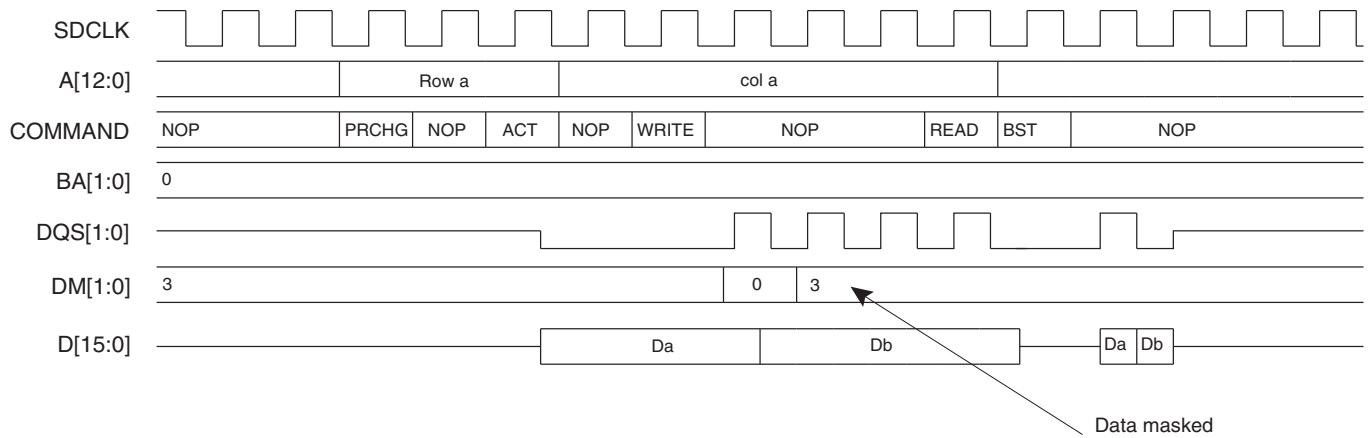 SDCLK
A[12:0] Row a col a
COMMAND NOP PRCHG NOP ACT NOP WRITE NOP READ BST NOP
BA[1:0] 0
DQS[1:0]
DM[1:0] 3 0 3
D[15:0] Da Db Da Db
Data masked